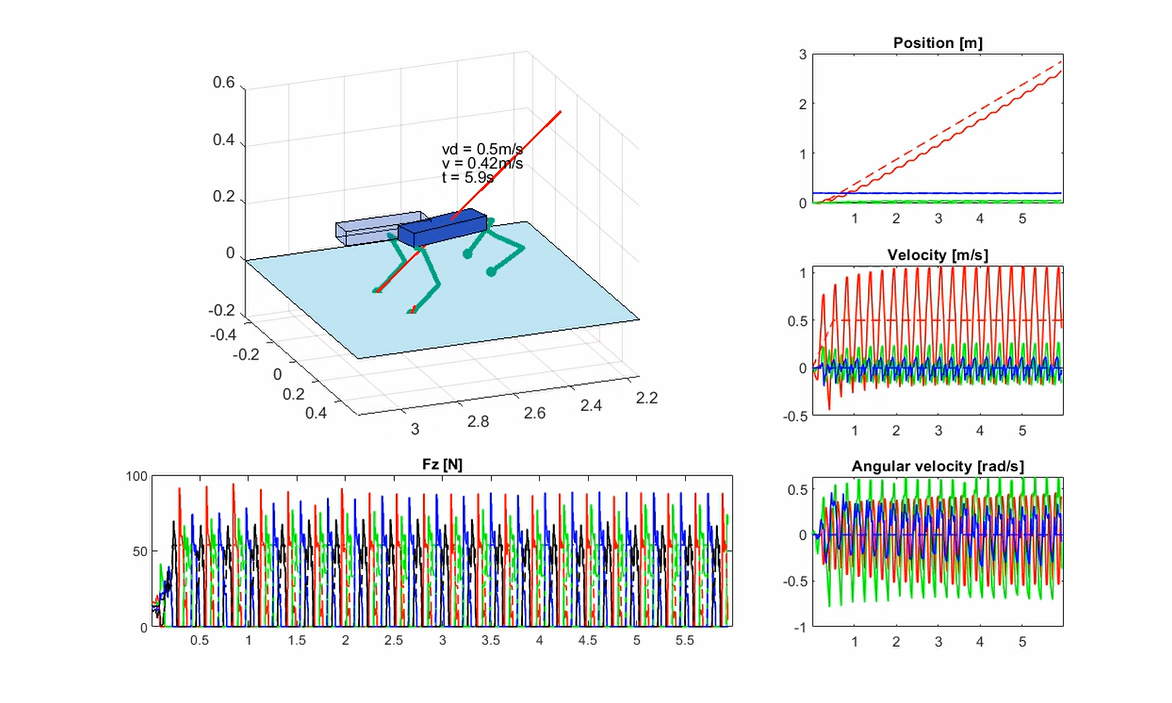 0.6
0.4
0.2
0
-0.2
-0.4
-0.2
0
0.2
0.4
3
2.8
2.6
2.4
2.2
vd = 0.5m/s
v = 0.42m/s
t = 5.9s
Position [m]
3
2
1
0
1 2 3 4 5
Velocity [m/s]
1
0.5
0
-0.5
1 2 3 4 5
Fz [N]
100
50
0
0.5 1 1.5 2 2.5 3 3.5 4 4.5 5 5.5
Angular velocity [rad/s]
0.5
0
-0.5
-1
1 2 3 4 5